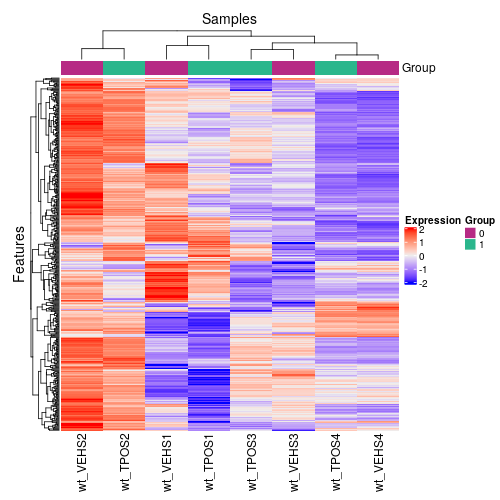 Samples
Group
Features
Expression
2
1
0
-1
-2
Group
0
1
wt_VEHS2
wt_TPOS2
wt_VEHS1
wt_TPOS1
wt_TPOS3
wt_VEHS3
wt_TPOS4
wt_VEHS4